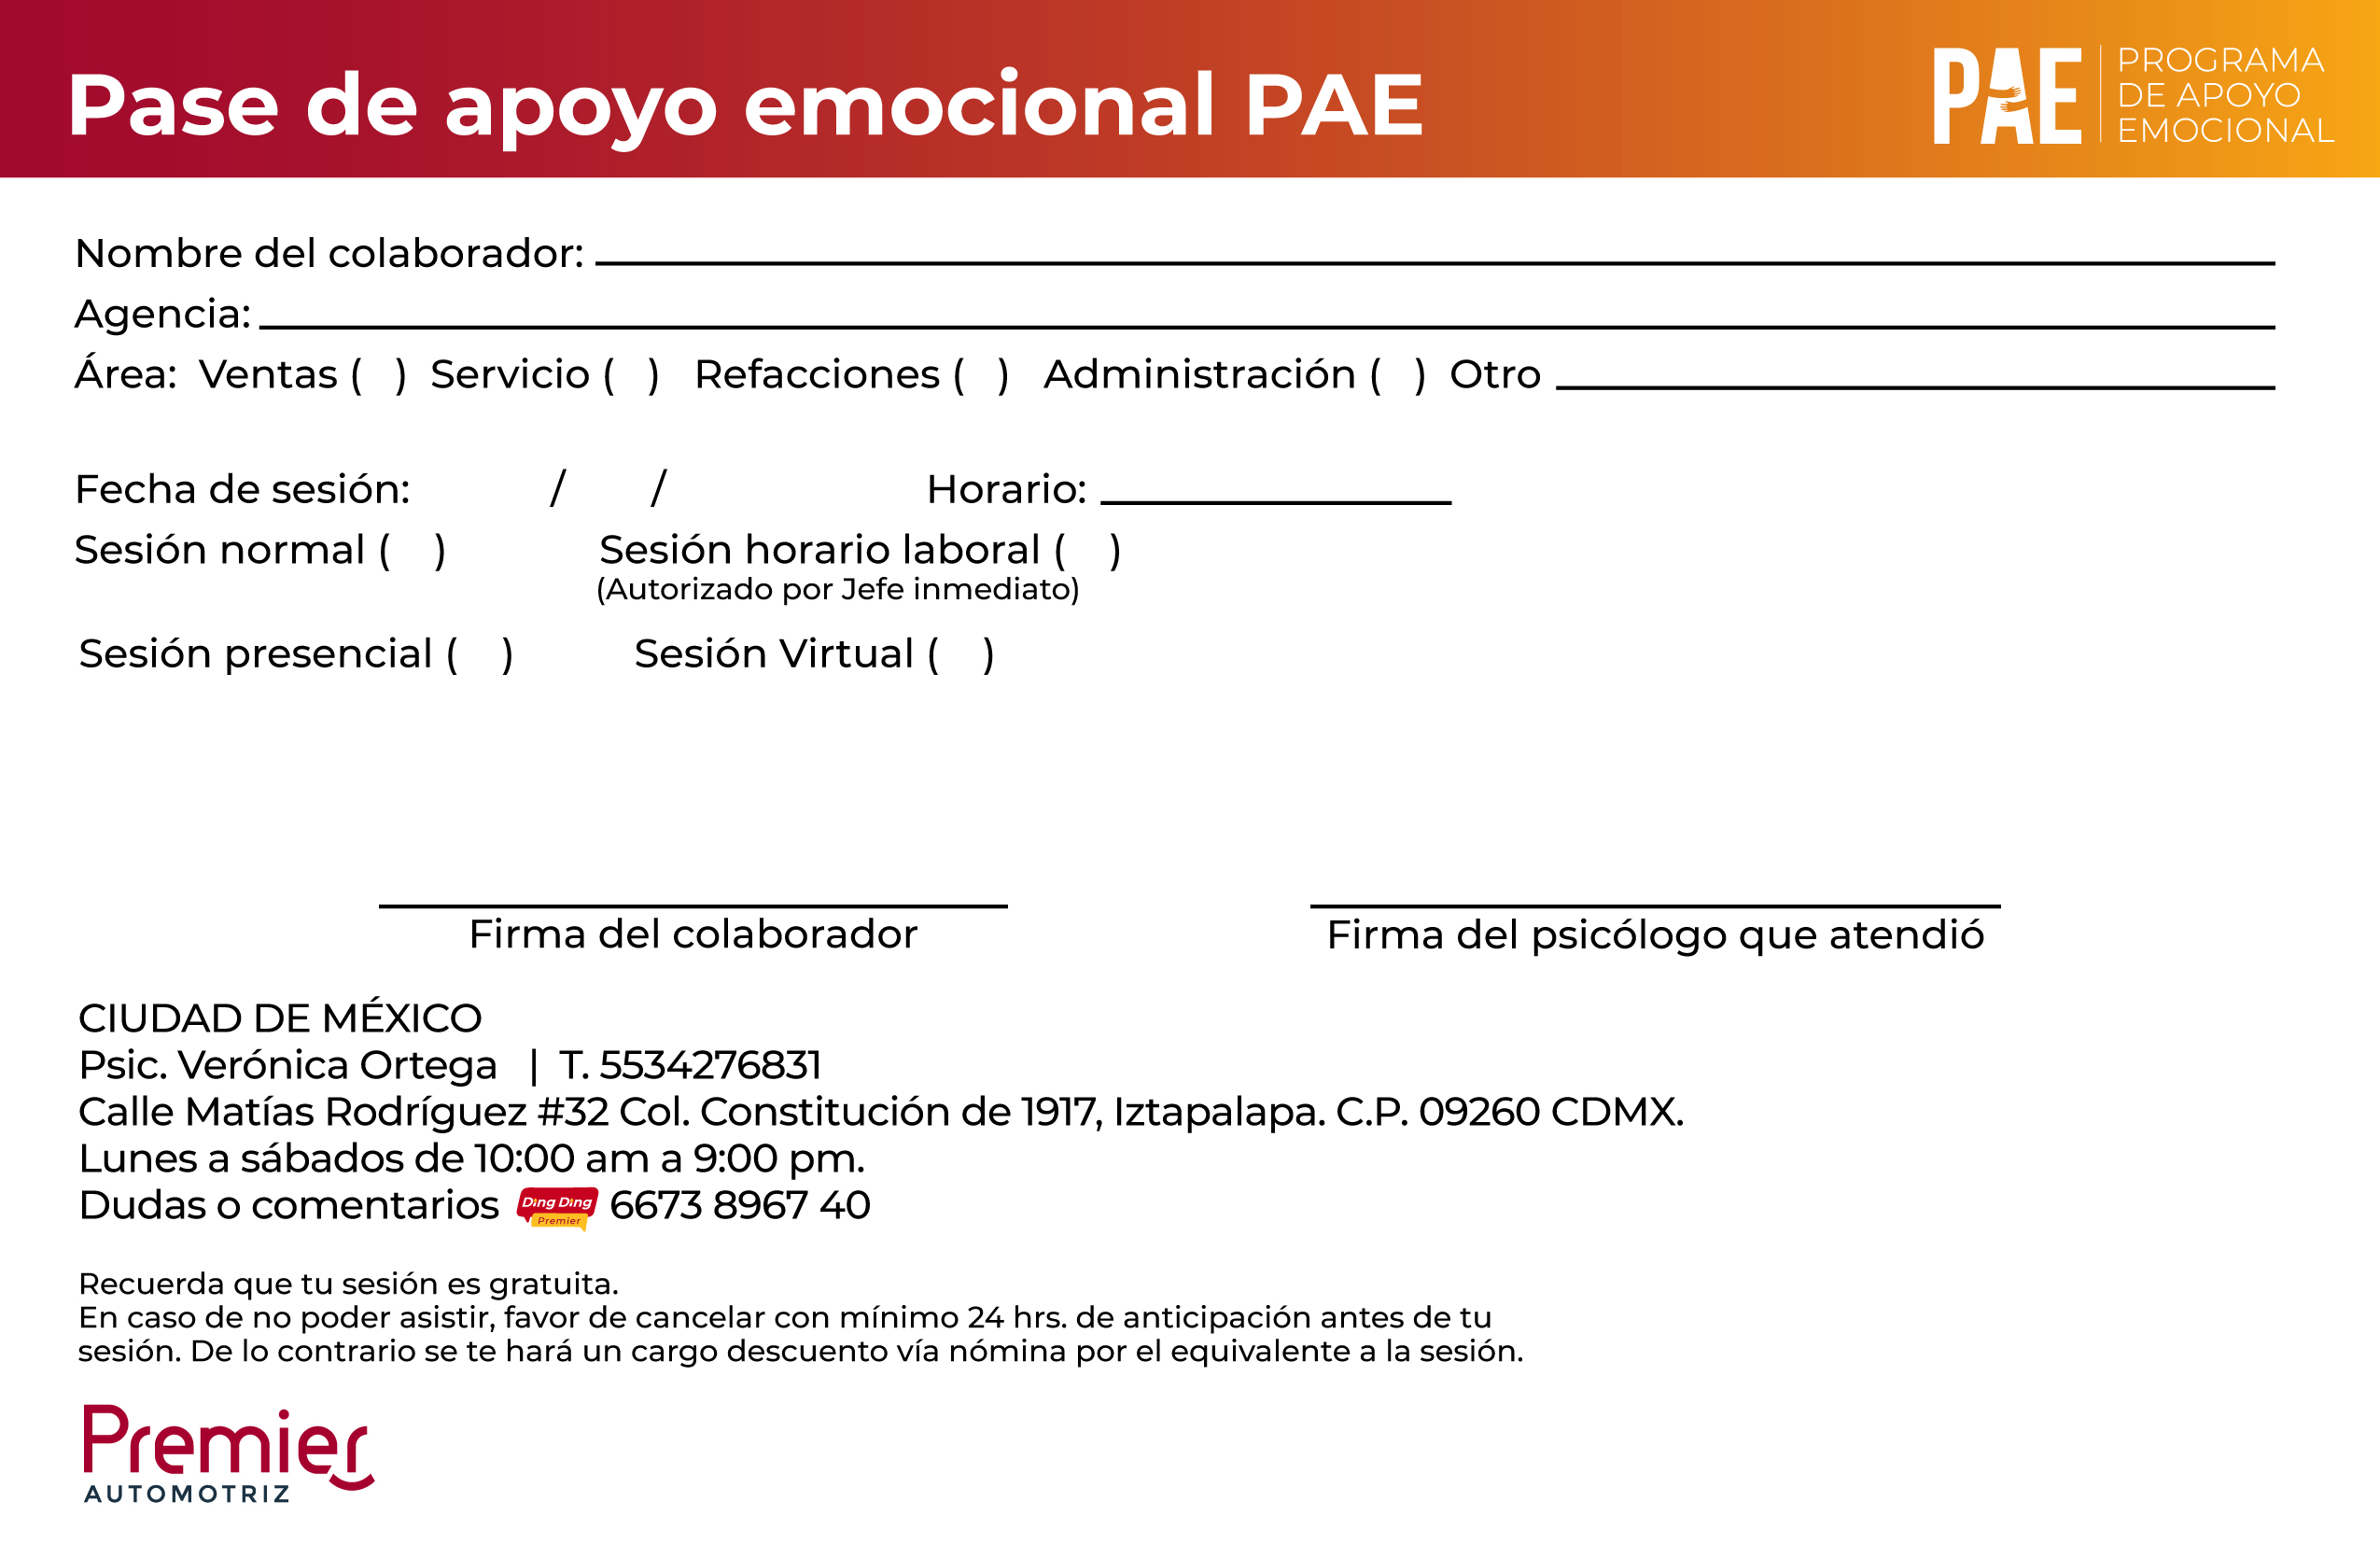 Pase de apoyo emocional PAE
PAE
PROGRAMA
DE APOYO
EMOCIONAL
Nombre del colaborador:
Agencia:
Área: Ventas ( ) Servicio ( ) Refacciones ( ) Administración ( ) Otro
Fecha de sesión: / / Horario:
Sesión normal ( ) Sesión horario laboral ( )
(Autorizado por Jefe inmediato)
Sesión presencial ( ) Sesión Virtual ( )
Firma del colaborador Firma del psicólogo que atendió
CIUDAD DE MÉXICO
Psic. Verónica Ortega | T. 5534276831
Calle Matías Rodríguez #32 Col. Constitución de 1917, Iztapalapa. C.P. 09260 CDMX.
Lunes a sábados de 10:00 am a 9:00 pm.
Dudas o comentarios Ding Ding Premier 6673 8967 40
Recuerda que tu sesión es gratuita.
En caso de no poder asistir, favor de cancelar con mínimo 24 hrs. de anticipación antes de tu
sesión. De lo contrario se te hará un cargo descuento vía nómina por el equivalente a la sesión.
Premier
AUTOMOTRIZ